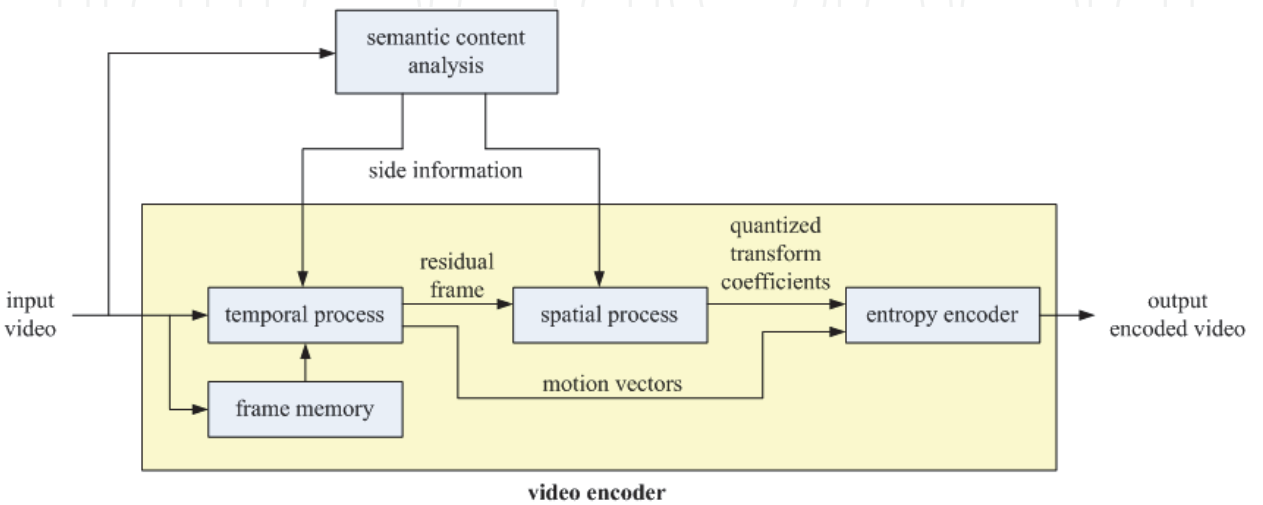 semantic content
analysis
side information
quantized
transform
coefficients
residual
frame
input
video
temporal process
spatial process
entropy encoder
output
encoded video
motion vectors
frame memory
video encoder